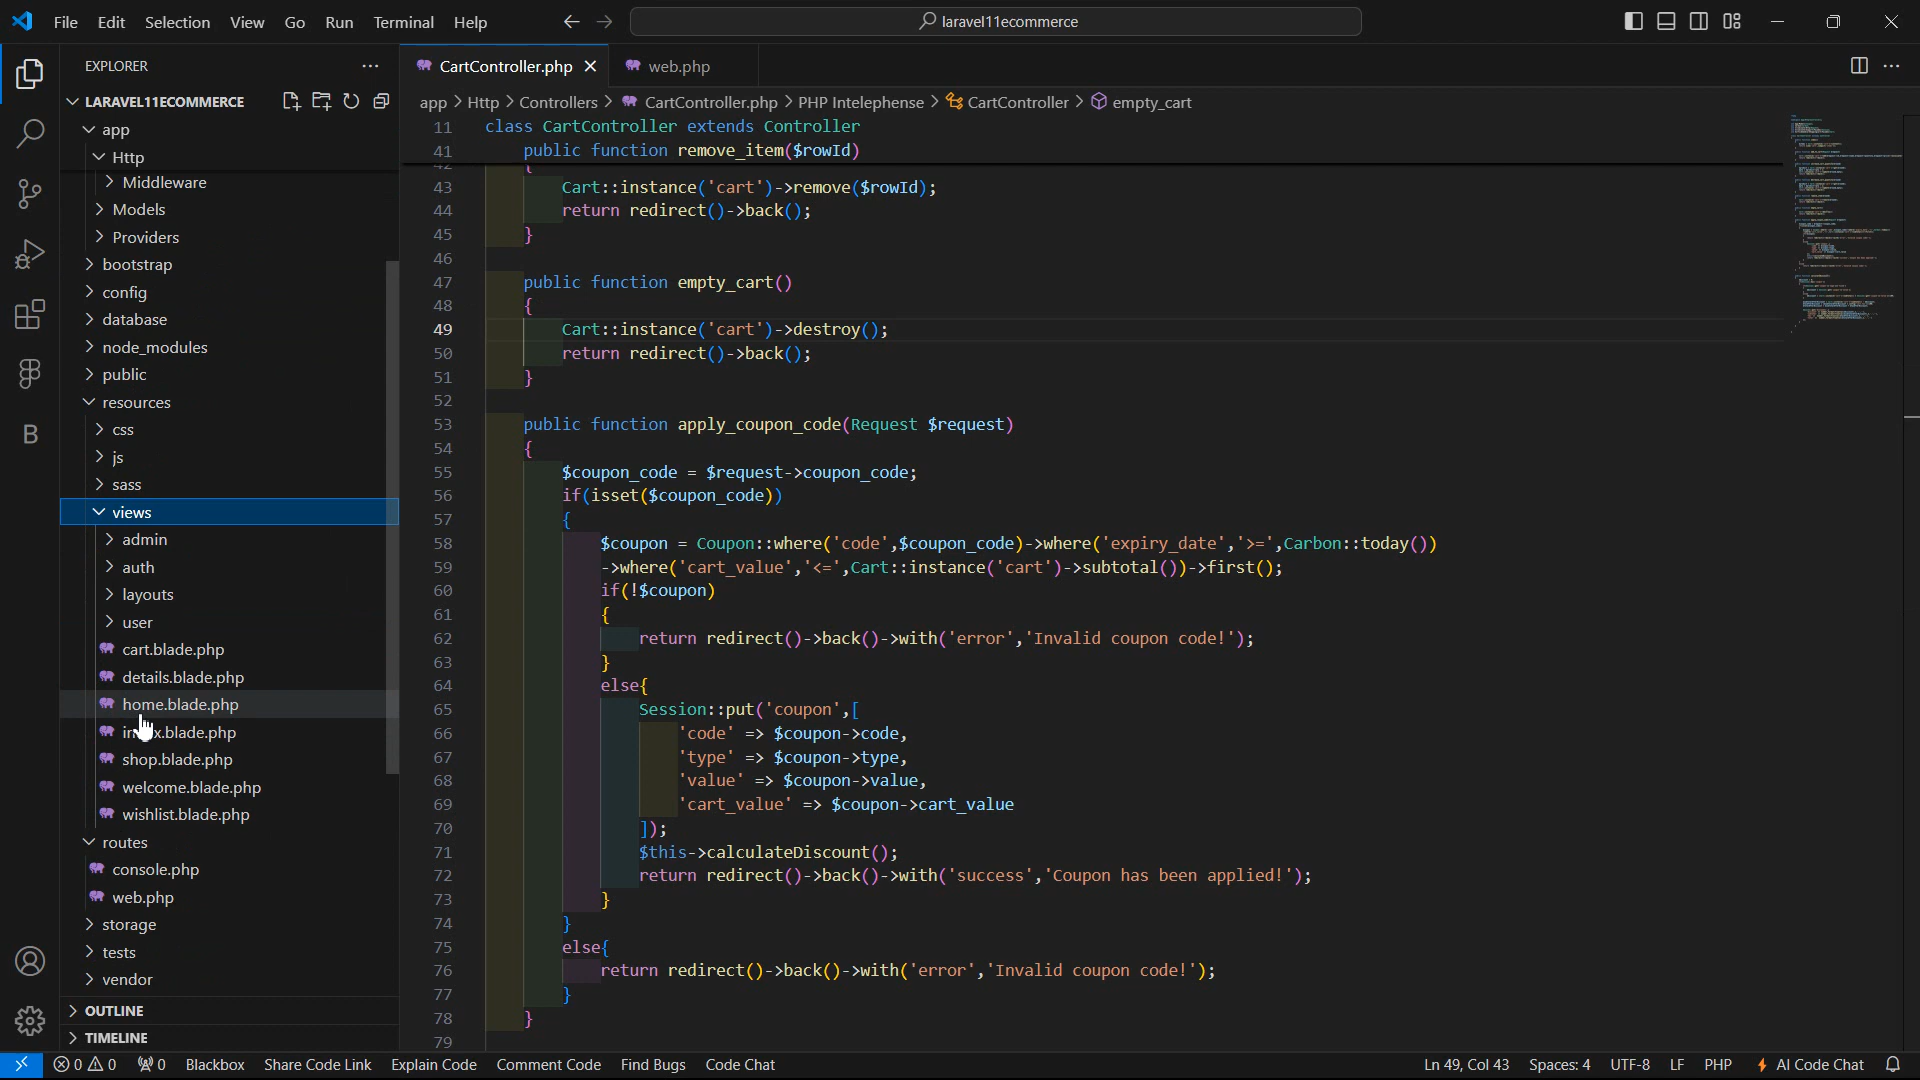 File Edit Selection View Go Run Terminal Help
laravel11ecommerce
EXPLORER
LARAVEL11ECOMMERCE
app
Http
Middleware
Models
Providers
bootstrap
config
database
node_modules
public
resources
css
js
sass
views
admin
auth
layouts
user
cart.blade.php
details.blade.php
home.blade.php
index.blade.php
shop.blade.php
welcome.blade.php
wishlist.blade.php
routes
console.php
web.php
storage
tests
vendor
OUTLINE
TIMELINE
B
CartController.php web.php
app > Http > Controllers > CartController.php > PHP Intelephense > CartController > empty_cart
11 class CartController extends Controller
41 public function remove_item($rowId)
42 {
43 Cart::instance('cart')->remove($rowId);
44 return redirect()->back();
45 }
46
47 public function empty_cart()
48 {
49 Cart::instance('cart')->destroy();
50 return redirect()->back();
51 }
52
53 public function apply_coupon_code(Request $request)
54 {
55 $coupon_code = $request->coupon_code;
56 if(isset($coupon_code))
57 {
58 $coupon = Coupon::where('code',$coupon_code)->where('expiry_date','>=',Carbon::today())
59 ->where('cart_value','<=',Cart::instance('cart')->subtotal())->first();
60 if(!$coupon)
61 {
62 return redirect()->back()->with('error','Invalid coupon code!');
63 }
64 else{
65 Session::put('coupon',[
66 'code' => $coupon->code,
67 'type' => $coupon->type,
68 'value' => $coupon->value,
69 'cart_value' => $coupon->cart_value
70 ]);
71 $this->calculateDiscount();
72 return redirect()->back()->with('success','Coupon has been applied!');
73 }
74 }
75 else{
76 return redirect()->back()->with('error','Invalid coupon code!');
77 }
78 }
79
0 0 0 Blackbox Share Code Link Explain Code Comment Code Find Bugs Code Chat Ln 49, Col 43 Spaces: 4 UTF-8 LF PHP AI Code Chat